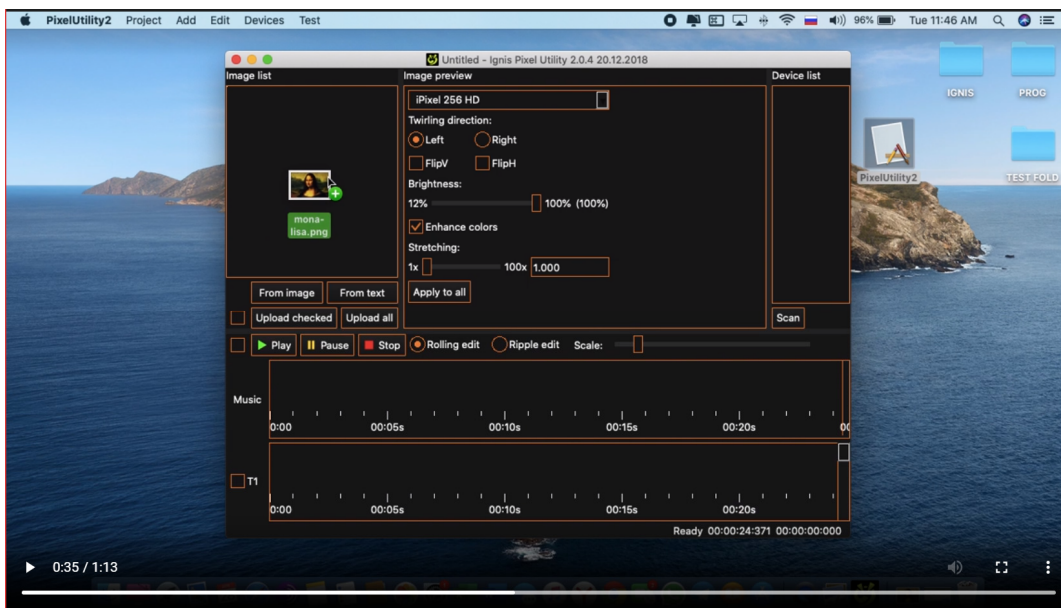 PixelUtility2 Project Add Edit Devices Test 96% Tue 11:46 AM
Untitled - Ignis Pixel Utility 2.0.4 20.12.2018
Image list Image preview Device list
IGNIS PROG
iPixel 256 HD
Twirling direction:
Left Right
FlipV FlipH
PixelUtility2 TEST FOLD
Brightness:
12% 100% (100%)
mona-
lisa.png
Enhance colors
Stretching:
1x 100x 1.000
From image From text Apply to all
Upload checked Upload all Scan
Play Pause Stop Rolling edit Ripple edit Scale:
Music
0:00 00:05s 00:10s 00:15s 00:20s 00
T1
0:00 00:05s 00:10s 00:15s 00:20s
Ready 00:00:24:371 00:00:00:000
0:35 / 1:13